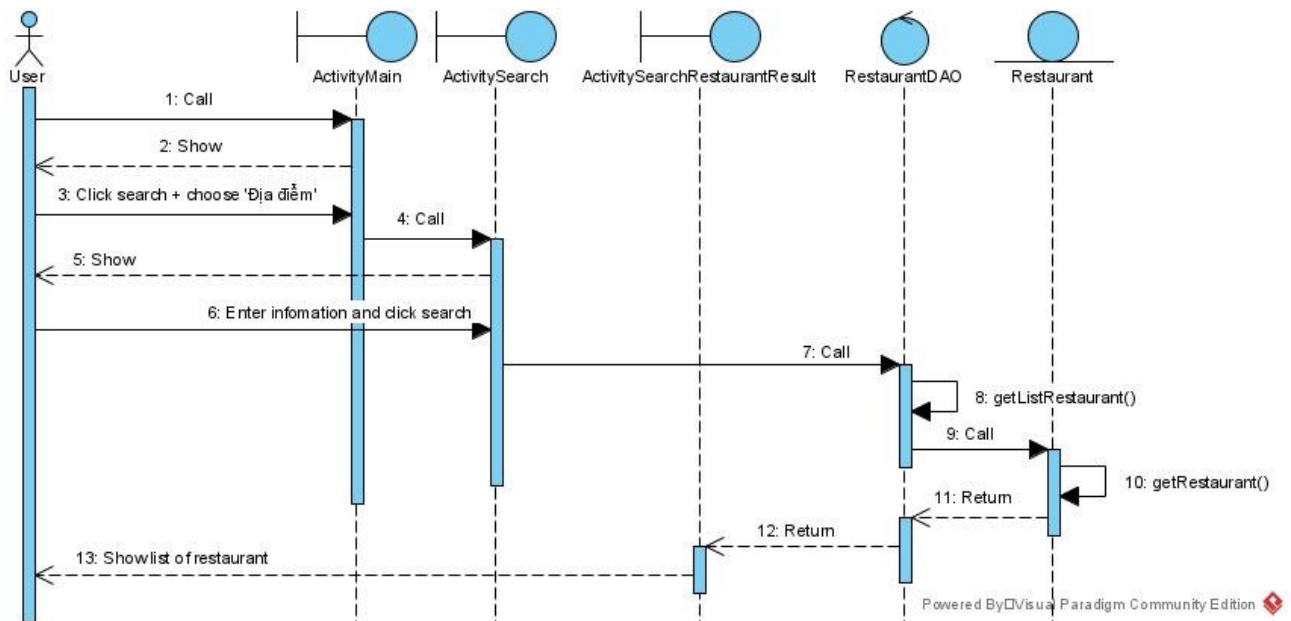 User
ActivityMain
ActivitySearch
ActivitySearchRestaurantResult
RestaurantDAO
Restaurant
1: Call
2: Show
3: Click search + choose 'Địa điểm'
4: Call
5: Show
6: Enter infomation and click search
7: Call
8: getListRestaurant()
9: Call
10: getRestaurant()
11: Return
12: Return
13: Show list of restaurant
Powered By□Visual Paradigm Community Edition